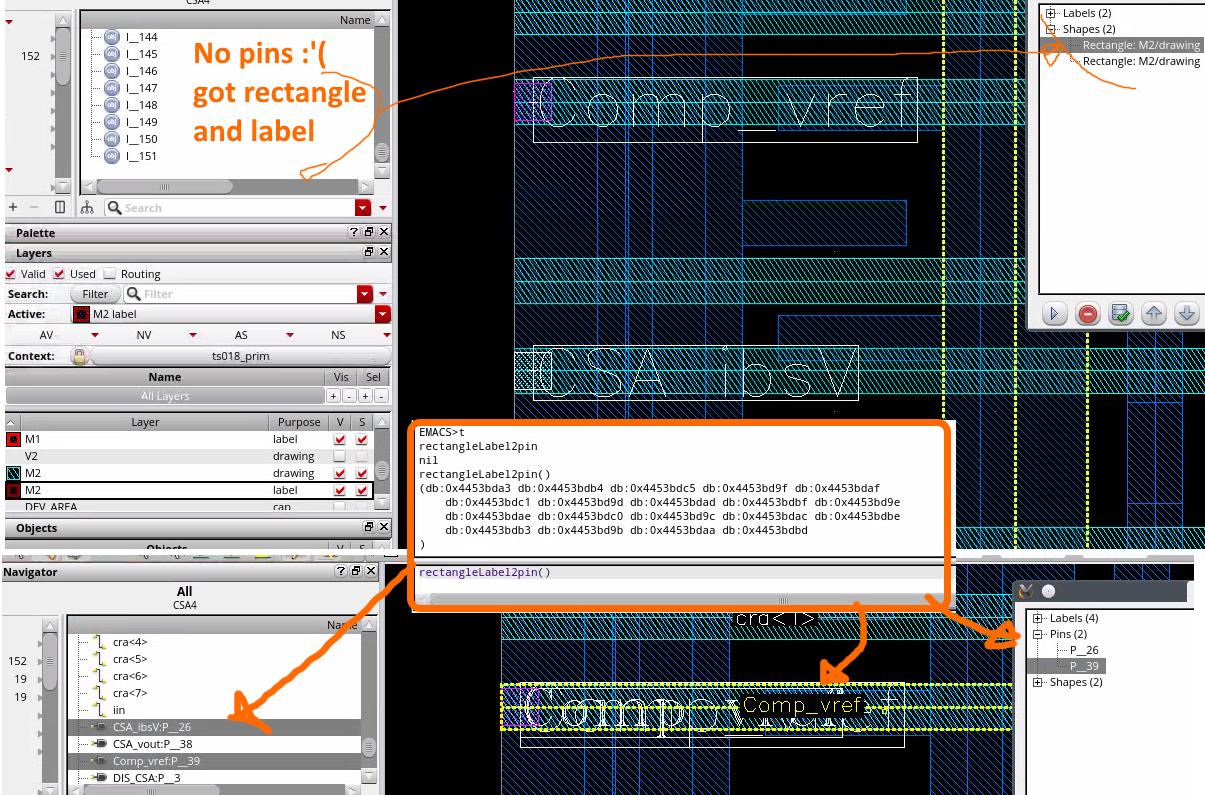 CSA4
Name
I__144
I__145
152
I__146
I__147
I__148
I__149
I__150
I__151
No pins :'(
got rectangle
and label
Search
Palette
Layers
Valid Used Routing
Search: Filter Filter
Active: M2 label
AV NV AS NS
Context: ts018_prim
Name Vis Sel
All Layers + - + -
Layer Purpose V S
M1 label
V2 drawing
M2 drawing
M2 label
DEV_AREA cap
Objects
Objects V S
Comp_vref
CSA_ibsV
Labels (2)
Shapes (2)
Rectangle: M2/drawing
Rectangle: M2/drawing
EMACS>t
rectangleLabel2pin
nil
rectangleLabel2pin()
(db:0x4453bda3 db:0x4453bdb4 db:0x4453bdc5 db:0x4453bd9f db:0x4453bdaf
db:0x4453bdc1 db:0x4453bd9d db:0x4453bdad db:0x4453bdbf db:0x4453bd9e
db:0x4453bdae db:0x4453bdc0 db:0x4453bd9c db:0x4453bdac db:0x4453bdbe
db:0x4453bdb3 db:0x4453bd9b db:0x4453bdaa db:0x4453bdbd
)
rectangleLabel2pin()
Navigator
All
CSA4
Name
cra<4>
152 cra<5>
19 cra<6>
19 cra<7>
iin
CSA_ibsV:P__26
CSA_vout:P__38
Comp_vref:P__39
DIS_CSA:P__3
Comp_vref
Comp_vref
Labels (4)
Pins (2)
P__26
P__39
Shapes (2)